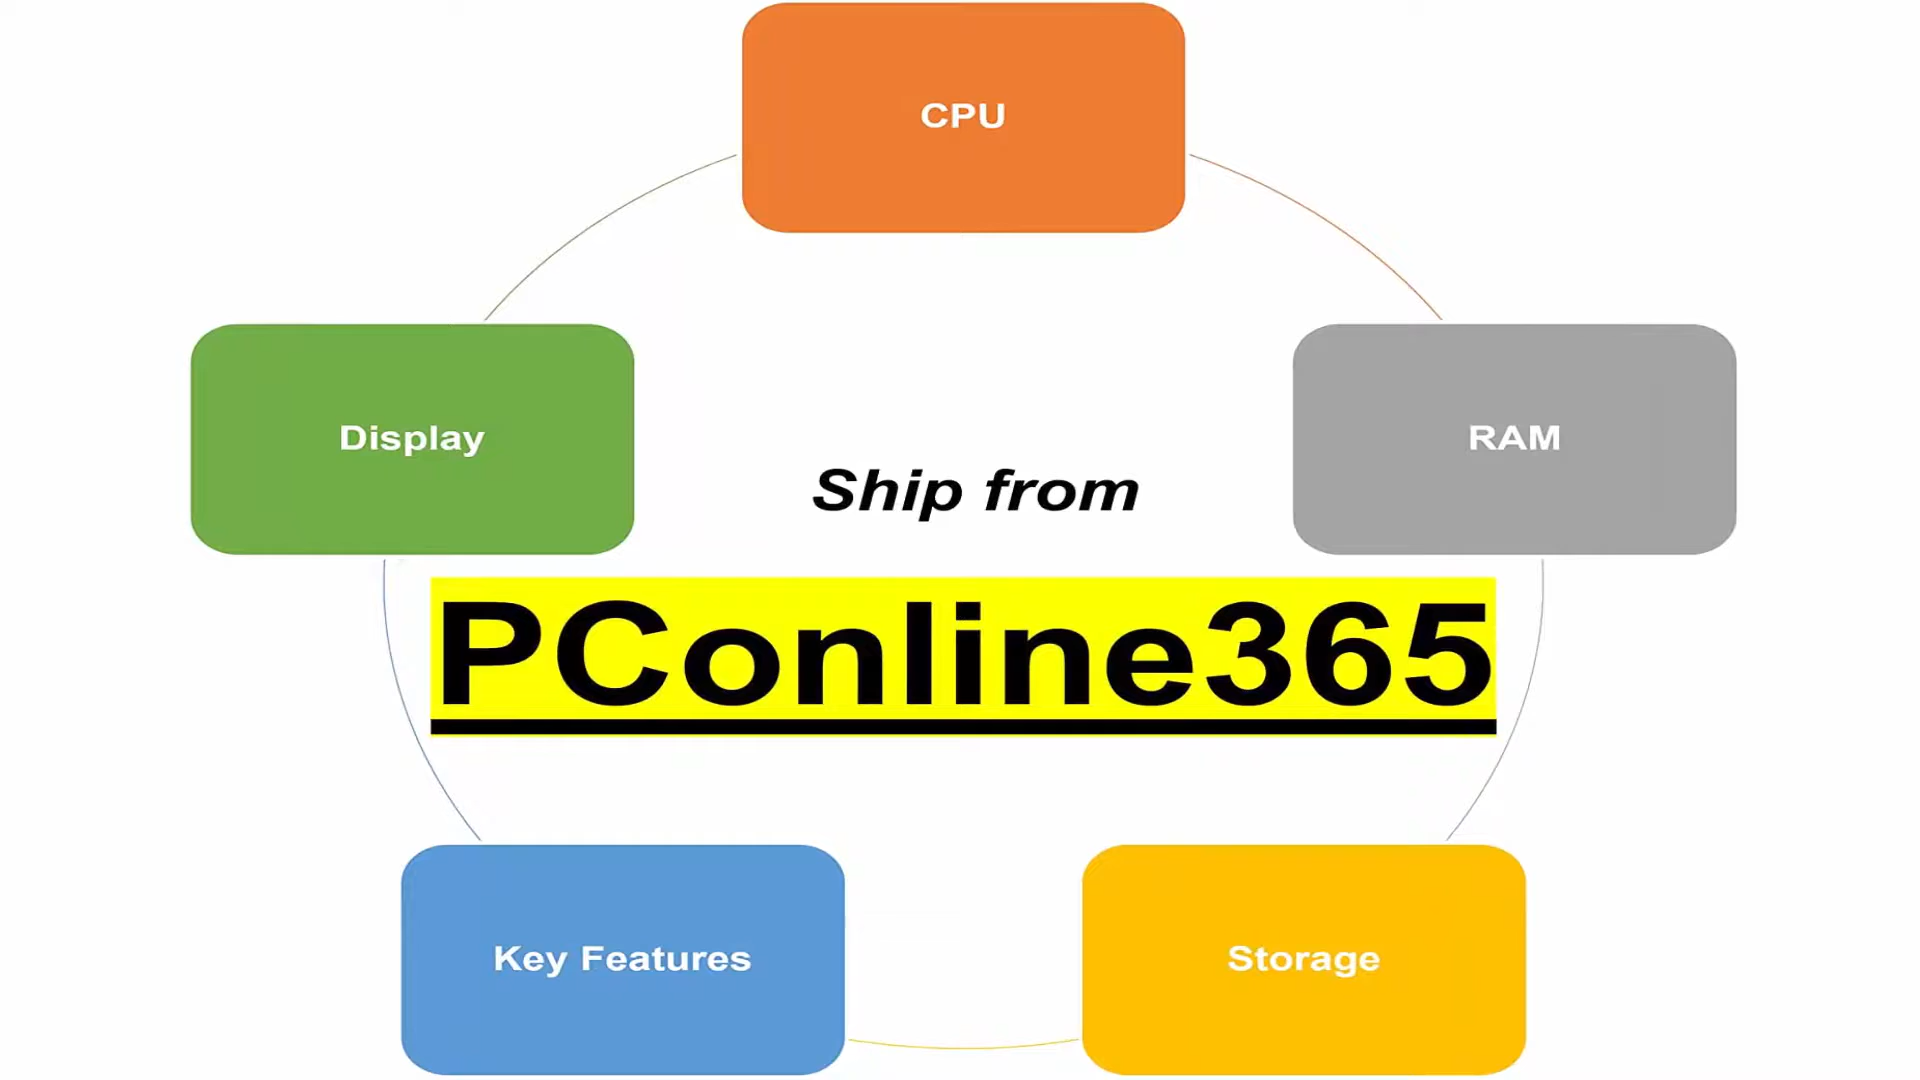 CPU
Display
RAM
Ship from
PConline365
Key Features
Storage